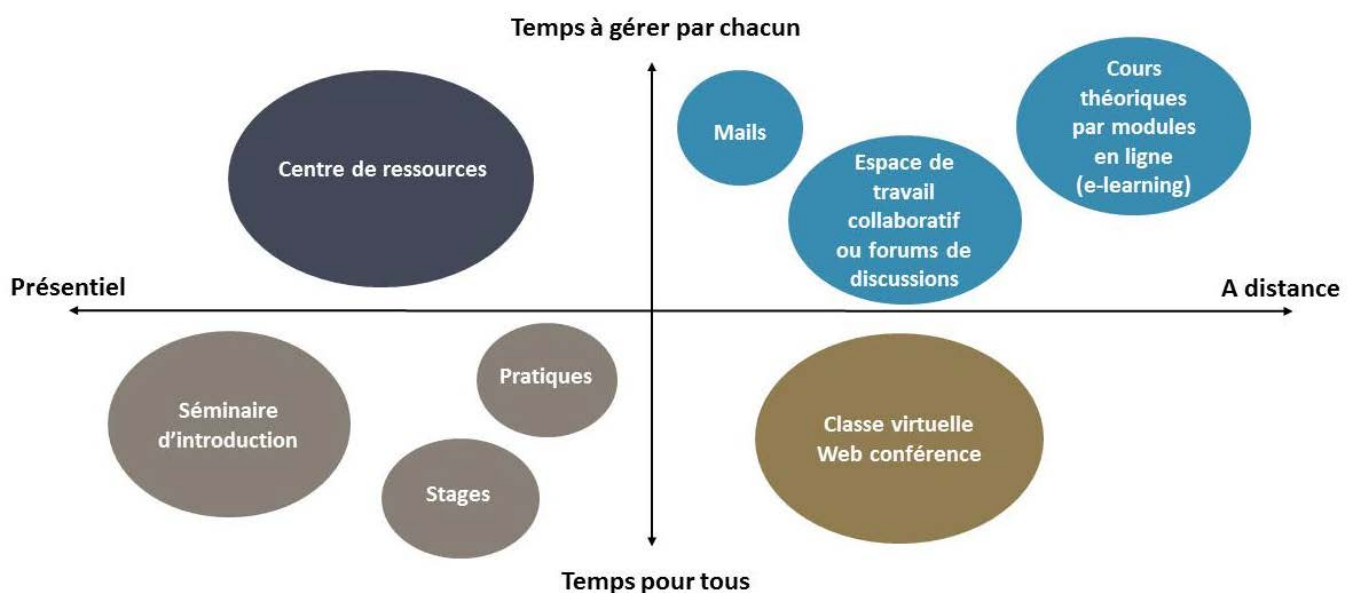 Temps à gérer par chacun
Centre de ressources
Mails
Espace de
travail
collaboratif
ou forums de
discussions
Cours
théoriques
par modules
en ligne
(e-learning)
Présentiel
A distance
Séminaire
d’introduction
Pratiques
Stages
Classe virtuelle
Web conférence
Temps pour tous